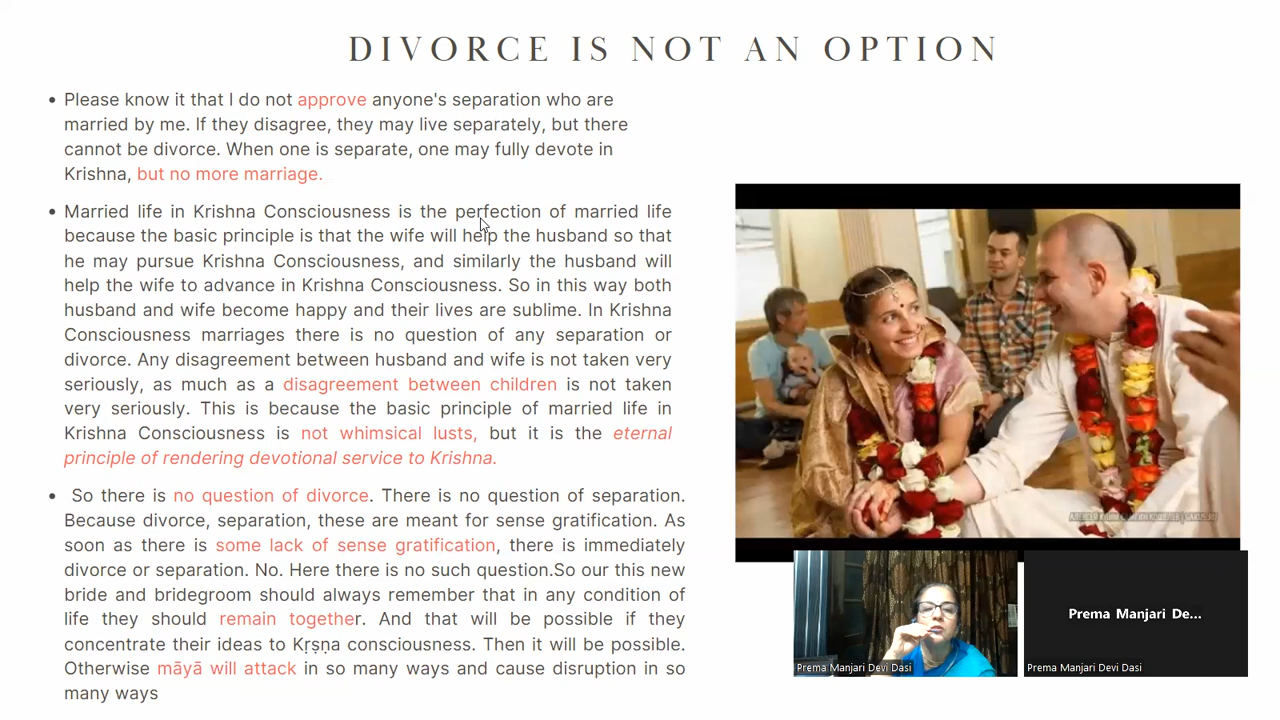 DIVORCE IS NOT AN OPTION
• Please know it that I do not approve anyone's separation who are
married by me. If they disagree, they may live separately, but there
cannot be divorce. When one is separate, one may fully devote in
Krishna, but no more marriage.
• Married life in Krishna Consciousness is the perfection of married life
because the basic principle is that the wife will help the husband so that
he may pursue Krishna Consciousness, and similarly the husband will
help the wife to advance in Krishna Consciousness. So in this way both
husband and wife become happy and their lives are sublime. In Krishna
Consciousness marriages there is no question of any separation or
divorce. Any disagreement between husband and wife is not taken very
seriously, as much as a disagreement between children is not taken
very seriously. This is because the basic principle of married life in
Krishna Consciousness is not whimsical lusts, but it is the eternal
principle of rendering devotional service to Krishna.
• So there is no question of divorce. There is no question of separation.
Because divorce, separation, these are meant for sense gratification. As
soon as there is some lack of sense gratification, there is immediately
divorce or separation. No. Here there is no such question.So our this new
bride and bridegroom should always remember that in any condition of
life they should remain together. And that will be possible if they
concentrate their ideas to Kṛṣṇa consciousness. Then it will be possible.
Otherwise māyā will attack in so many ways and cause disruption in so
many ways
Prema Manjari De...
Prema Manjari Devi Dasi
Prema Manjari Devi Dasi